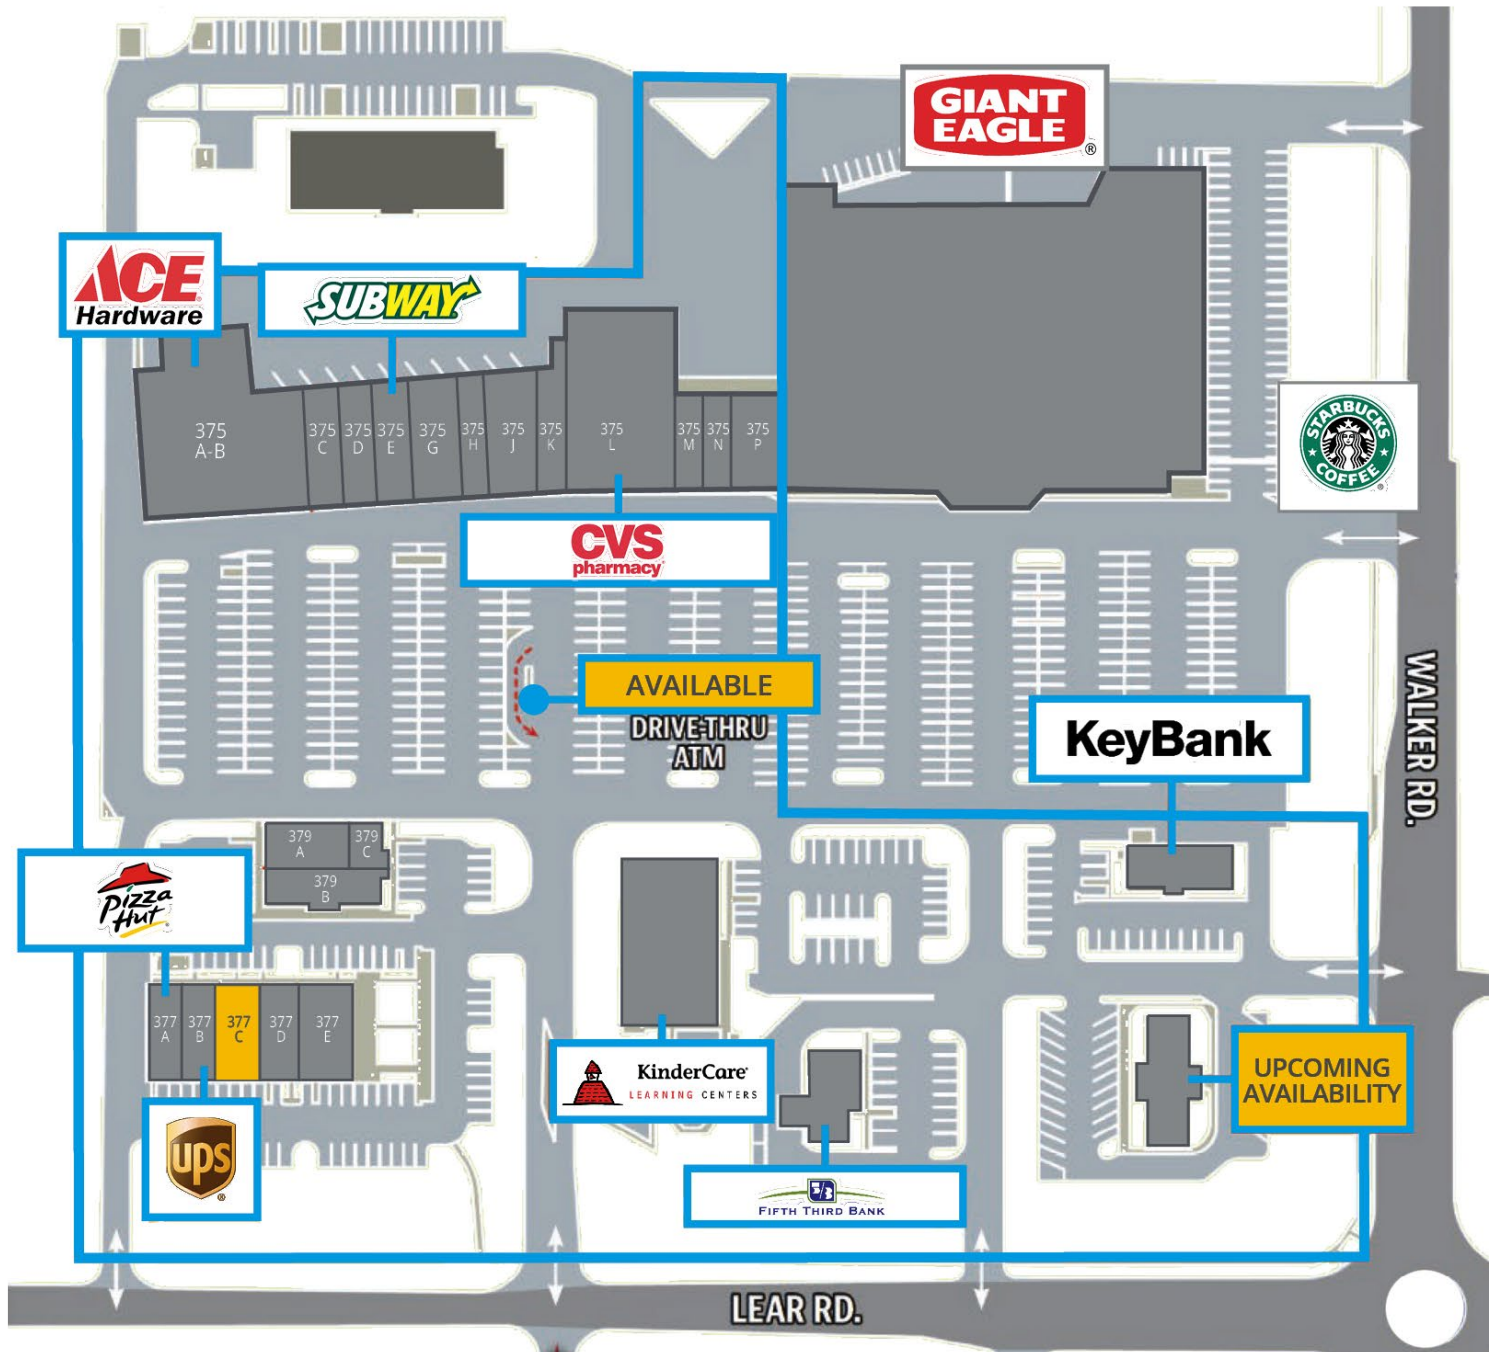 GIANT
EAGLE
®
ACE
Hardware
SUBWAY
STARBUCKS
COFFEE
375
A-B
375
C
375
D
375
E
375
G
375
H
375
J
375
K
375
L
375
M
375
N
375
P
CVS
pharmacy
AVAILABLE
DRIVE-THRU
ATM
KeyBank
WALKER RD.
379
A
379
C
379
B
Pizza
Hut
377
A
377
B
377
C
377
D
377
E
KinderCare
LEARNING CENTERS
UPCOMING
AVAILABILITY
ups
®
5/3
FIFTH THIRD BANK
LEAR RD.